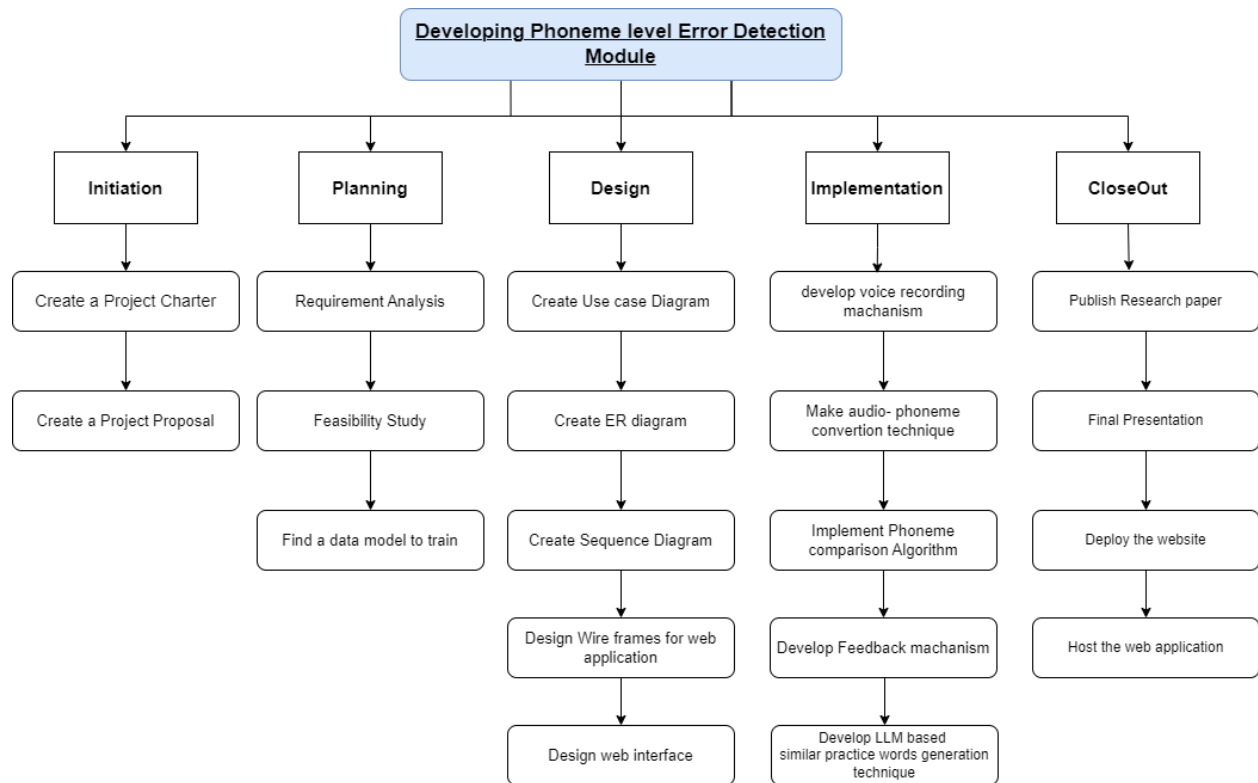 Developing Phoneme level Error Detection
Module
Initiation
Planning
Design
Implementation
CloseOut
Create a Project Charter
Requirement Analysis
Create Use case Diagram
develop voice recording
machanism
Publish Research paper
Create a Project Proposal
Feasibility Study
Create ER diagram
Make audio- phoneme
convertion technique
Final Presentation
Find a data model to train
Create Sequence Diagram
Implement Phoneme
comparison Algorithm
Deploy the website
Design Wire frames for web
application
Develop Feedback machanism
Host the web application
Design web interface
Develop LLM based
similar practice words generation
technique